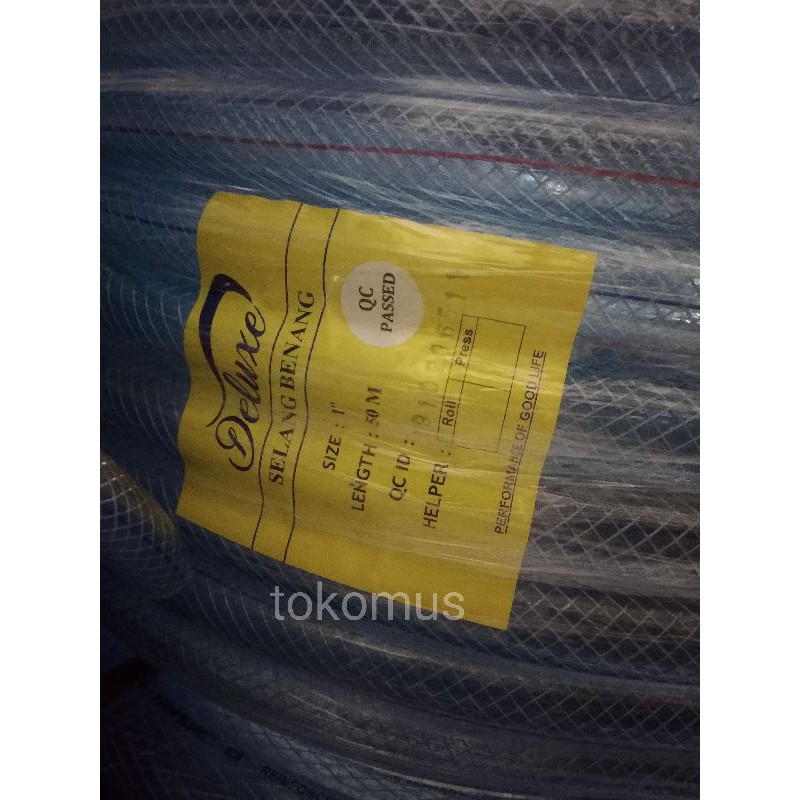 Deluxe
SELANG BENANG
QC
PASSED
SIZE : 1"
LENGTH : 50 M
QC ID :
HELPER :
Roll
Press
PERFORMANCE OF GOOD LIFE
tokomus